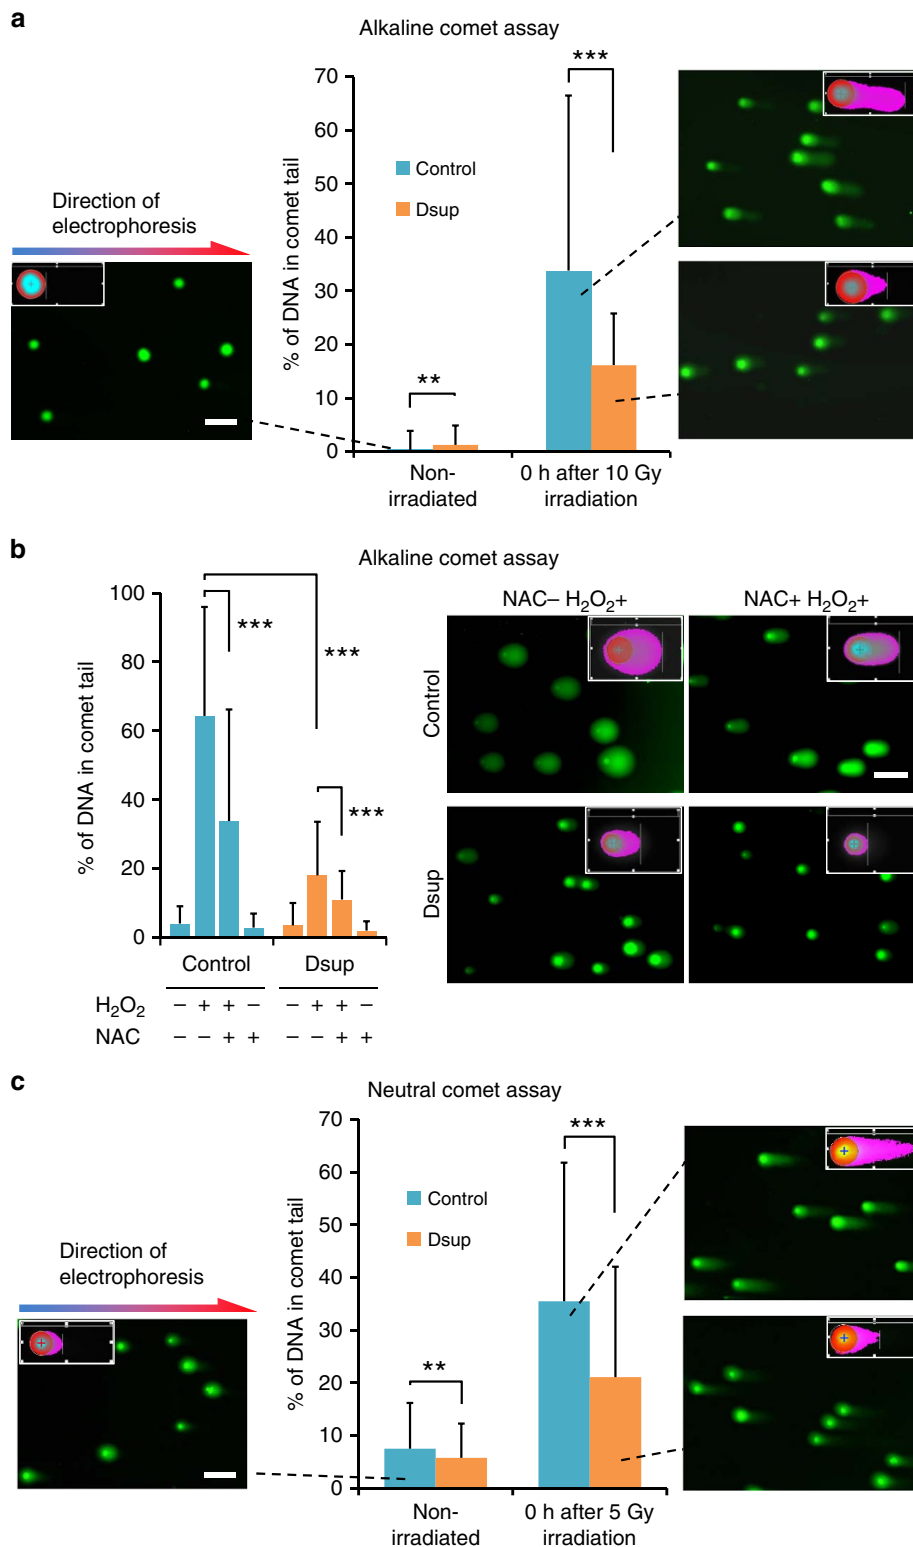 a
Alkaline comet assay
% of DNA in comet tail
70
60
50
40
30
20
10
0
***
**
Control
Dsup
Direction of
electrophoresis
Non-
irradiated
0 h after 10 Gy
irradiation
b
Alkaline comet assay
% of DNA in comet tail
100
80
60
40
20
0
***
***
***
Control
Dsup
H₂O₂ − + + − − + + −
NAC − − + + − − + +
NAC− H₂O₂+
NAC+ H₂O₂+
Control
Dsup
c
Neutral comet assay
% of DNA in comet tail
70
60
50
40
30
20
10
0
***
**
Control
Dsup
Direction of
electrophoresis
Non-
irradiated
0 h after 5 Gy
irradiation